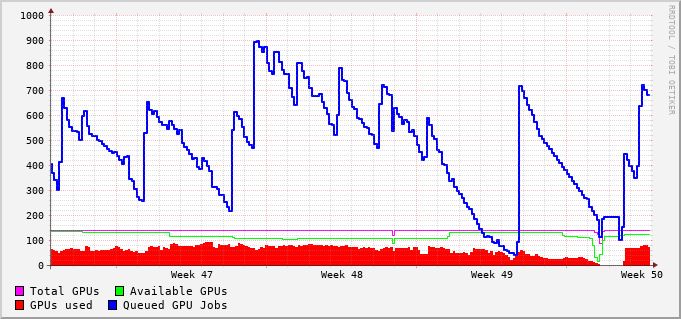 1000
900
800
700
600
500
400
300
200
100
0
Week 47 Week 48 Week 49 Week 50
Total GPUs Available GPUs
GPUs used Queued GPU Jobs
RRDTOOL / TOBI OETIKER